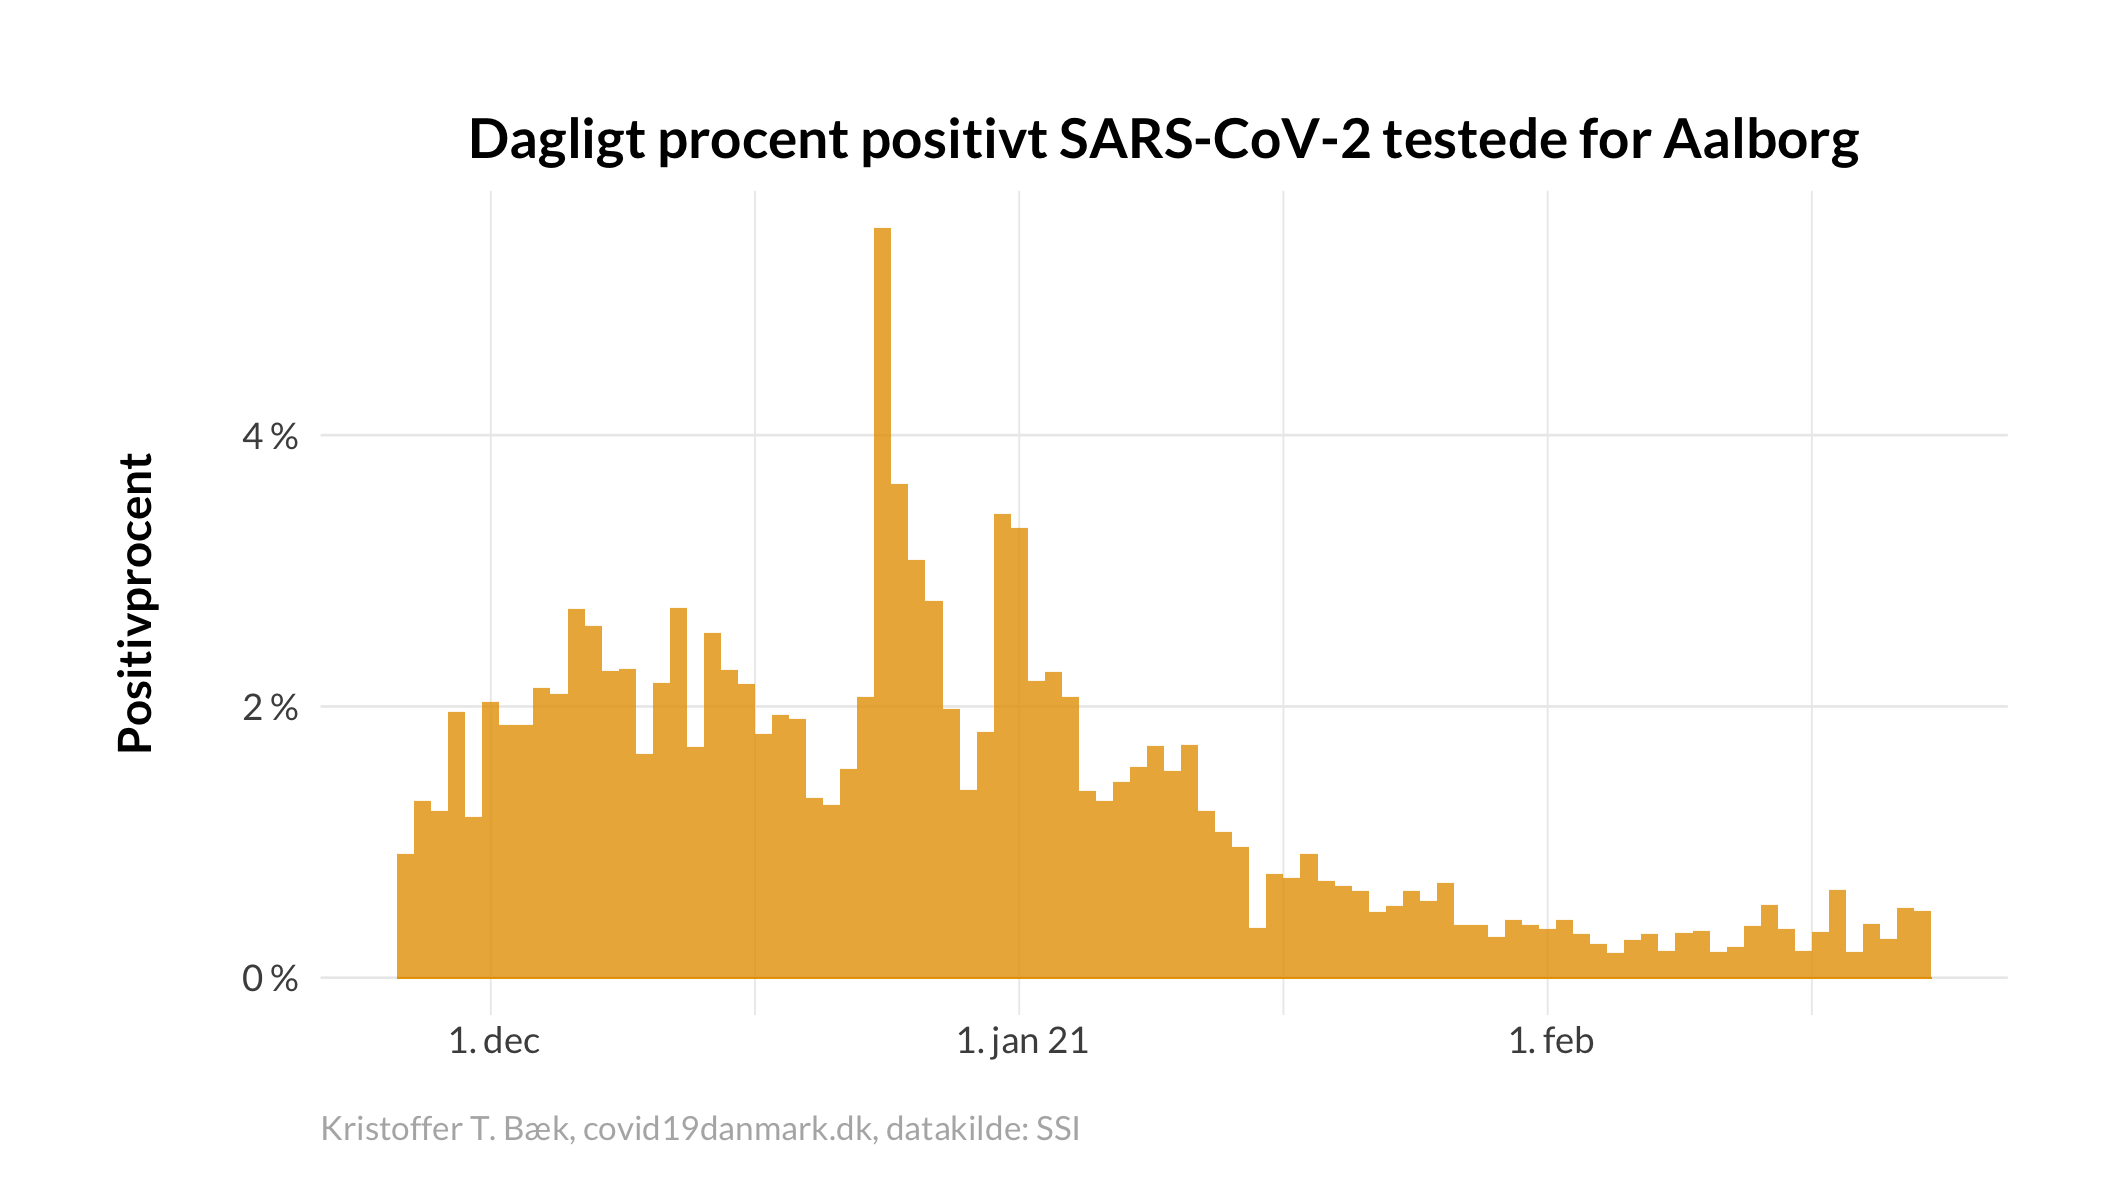 Dagligt procent positivt SARS-CoV-2 testede for Aalborg
Positivprocent
4 %
2 %
0 %
1. dec
1. jan 21
1. feb
Kristoffer T. Bæk, covid19danmark.dk, datakilde: SSI